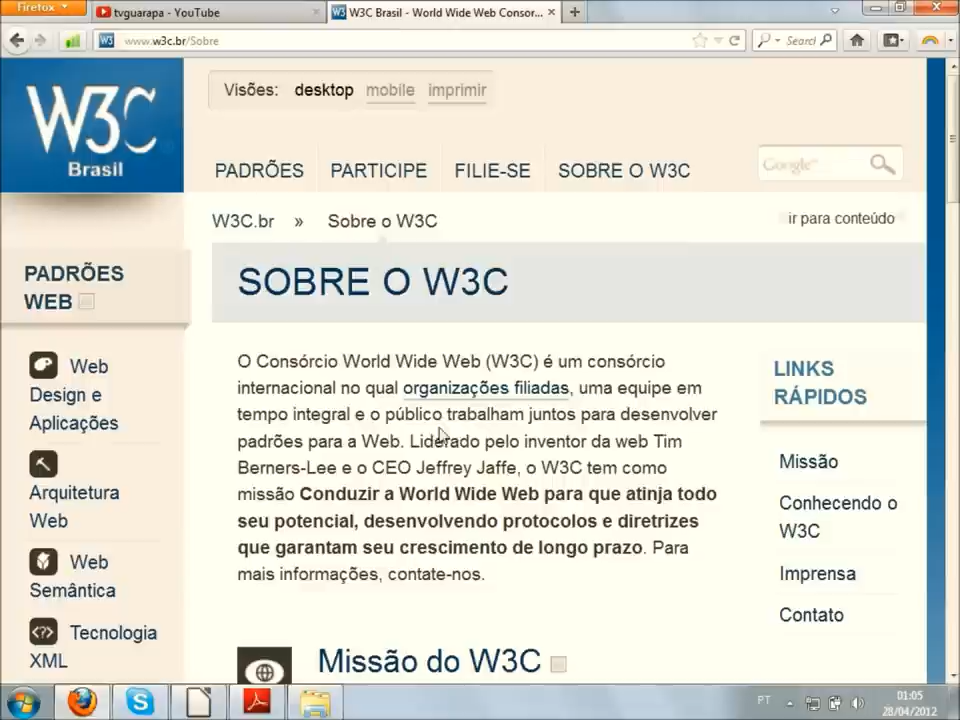 Firefox
tvguarapa - YouTube
W3C Brasil - World Wide Web Consor...
www.w3c.br/Sobre
Search
W3C
Brasil
Visões: desktop mobile imprimir
PADRÕES PARTICIPE FILIE-SE SOBRE O W3C
Google™
W3C.br » Sobre o W3C
ir para conteúdo
PADRÕES
WEB
Web
Design e
Aplicações
Arquitetura
Web
Web
Semântica
Tecnologia
XML
SOBRE O W3C
O Consórcio World Wide Web (W3C) é um consórcio
internacional no qual organizações filiadas, uma equipe em
tempo integral e o público trabalham juntos para desenvolver
padrões para a Web. Liderado pelo inventor da web Tim
Berners-Lee e o CEO Jeffrey Jaffe, o W3C tem como
missão Conduzir a World Wide Web para que atinja todo
seu potencial, desenvolvendo protocolos e diretrizes
que garantam seu crescimento de longo prazo. Para
mais informações, contate-nos.
Missão do W3C
LINKS
RÁPIDOS
Missão
Conhecendo o
W3C
Imprensa
Contato
PT
01:05
28/04/2012